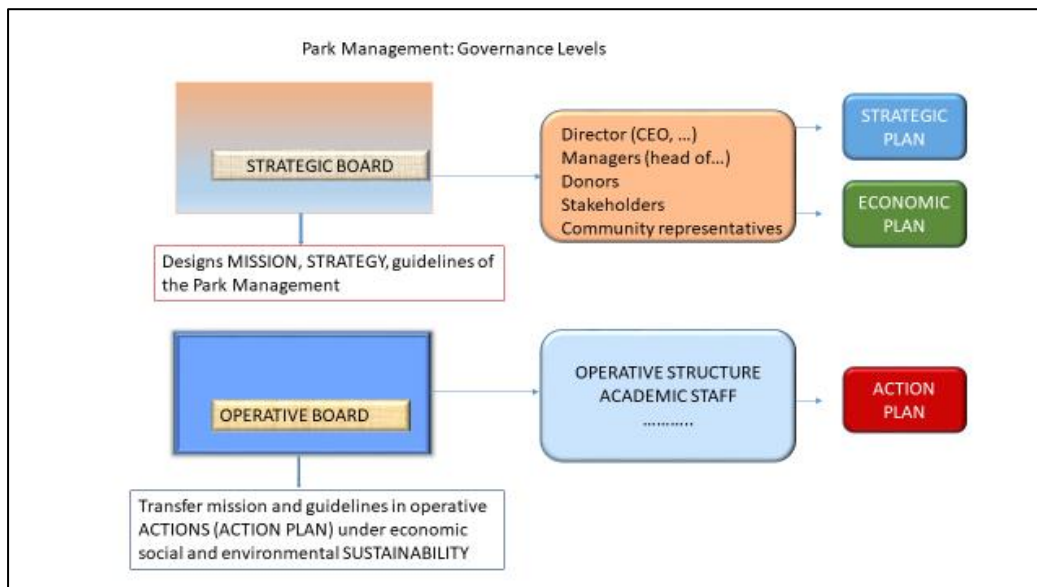 Park Management: Governance Levels
STRATEGIC BOARD
Director (CEO, ...)
Managers (head of...)
Donors
Stakeholders
Community representatives
STRATEGIC
PLAN
ECONOMIC
PLAN
Designs MISSION, STRATEGY, guidelines of
the Park Management
OPERATIVE BOARD
OPERATIVE STRUCTURE
ACADEMIC STAFF
...........
ACTION
PLAN
Transfer mission and guidelines in operative
ACTIONS (ACTION PLAN) under economic
social and environmental SUSTAINABILITY